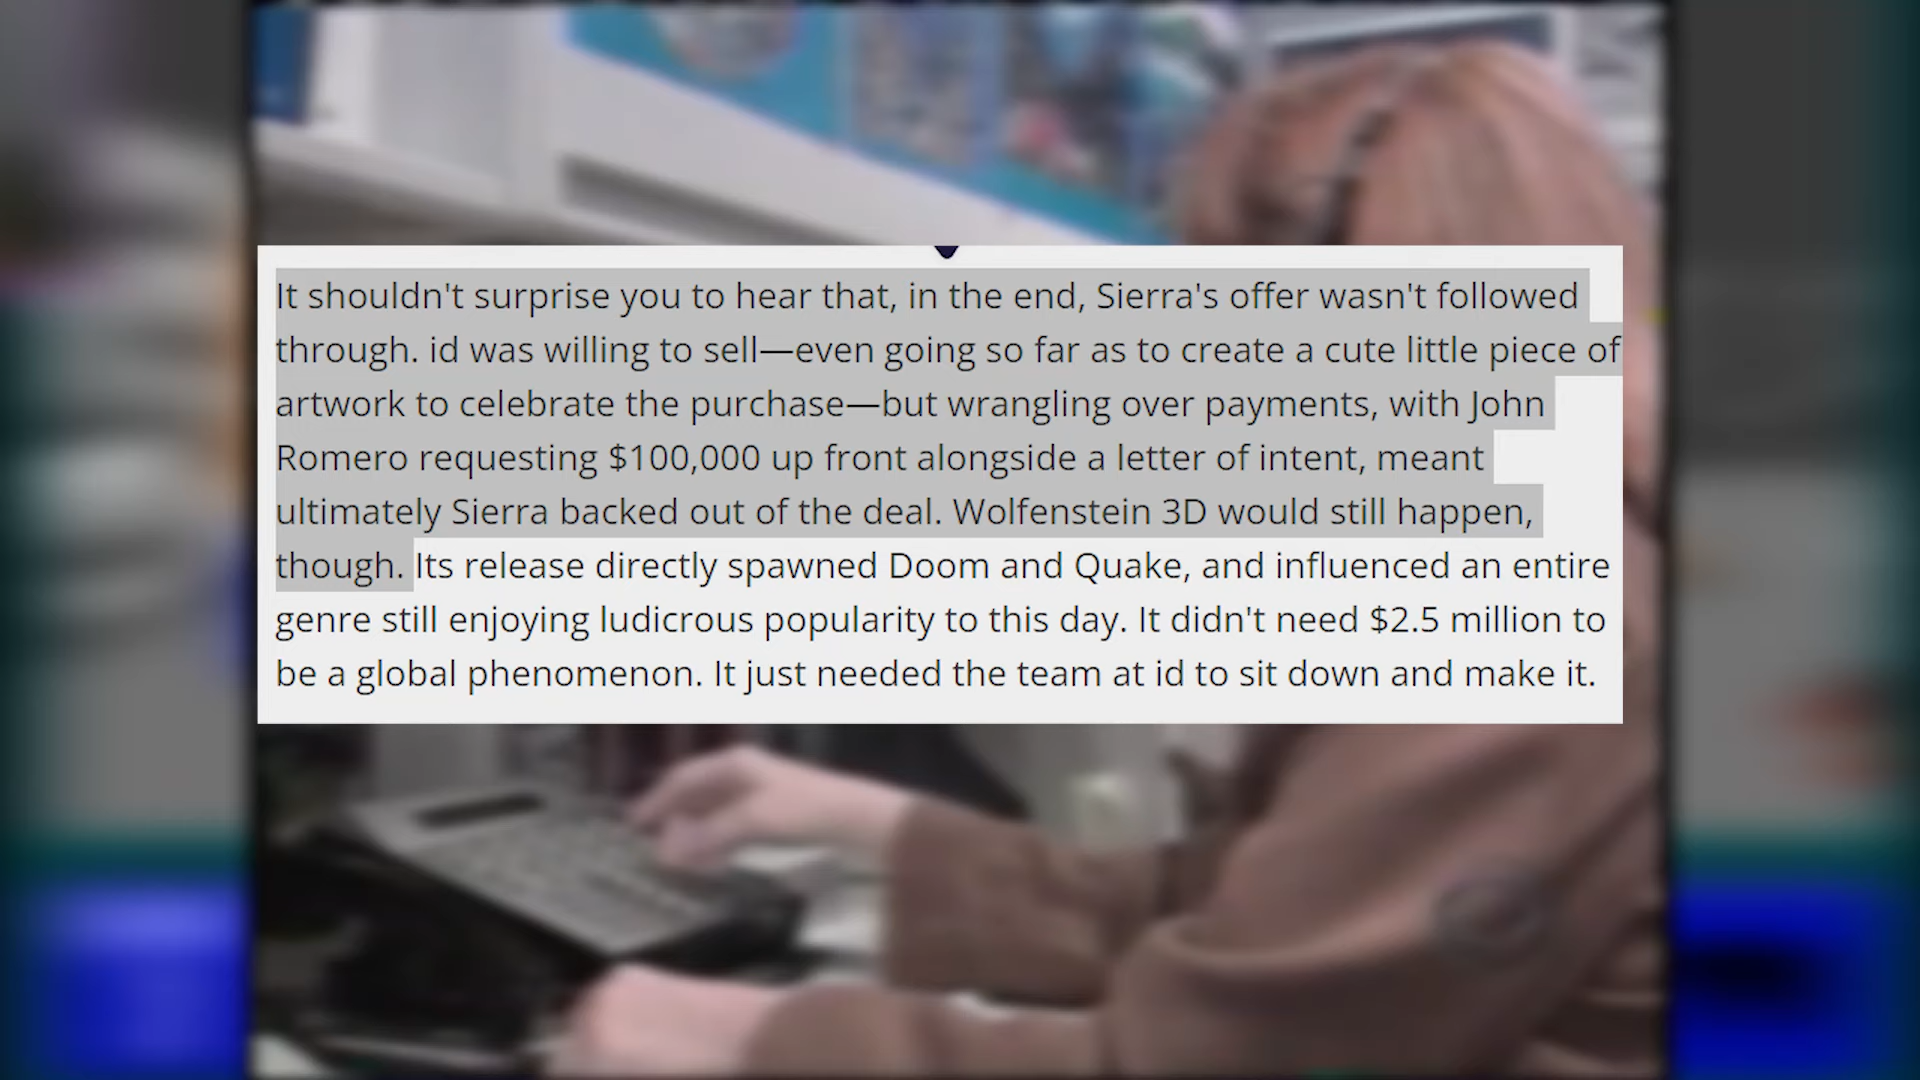 It shouldn't surprise you to hear that, in the end, Sierra's offer wasn't followed
through. id was willing to sell—even going so far as to create a cute little piece of
artwork to celebrate the purchase—but wrangling over payments, with John
Romero requesting $100,000 up front alongside a letter of intent, meant
ultimately Sierra backed out of the deal. Wolfenstein 3D would still happen,
though. Its release directly spawned Doom and Quake, and influenced an entire
genre still enjoying ludicrous popularity to this day. It didn't need $2.5 million to
be a global phenomenon. It just needed the team at id to sit down and make it.